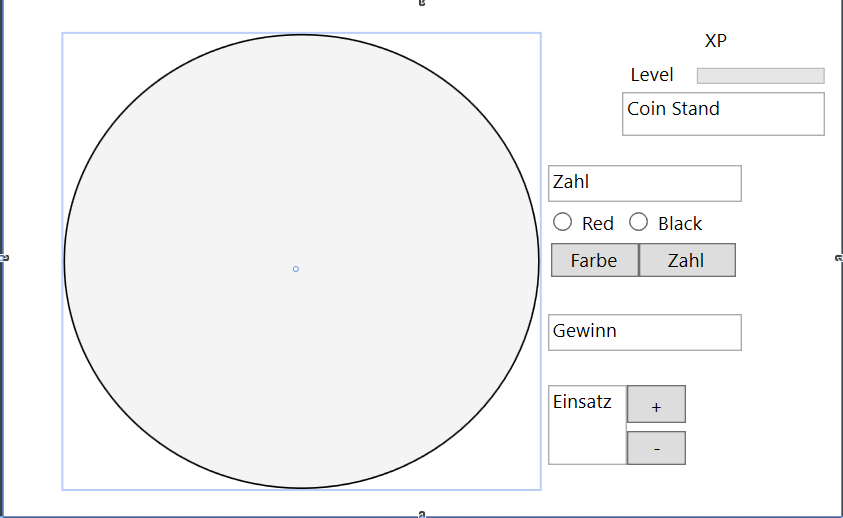 XP
Level
Coin Stand
Zahl
Red Black
Farbe Zahl
Gewinn
Einsatz +
-